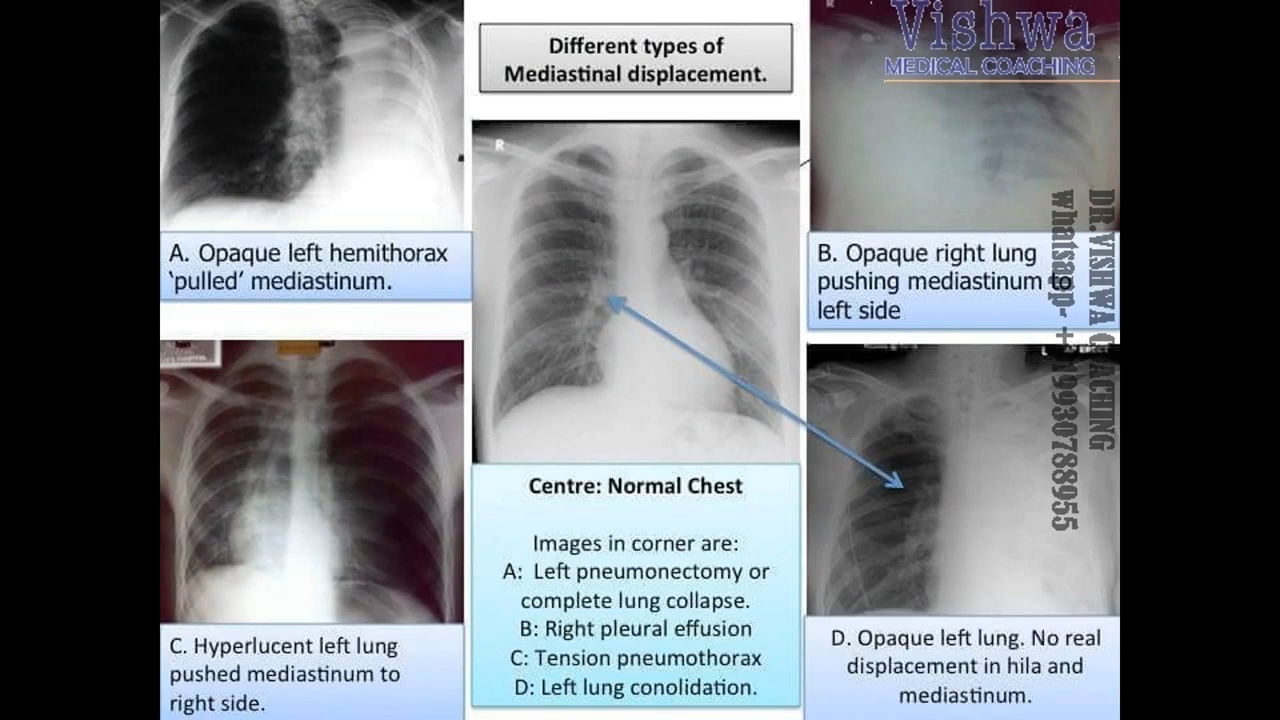 Vishwa
MEDICAL COACHING
Different types of
Mediastinal displacement.
R
R
A. Opaque left hemithorax
‘pulled’ mediastinum.
B. Opaque right lung
pushing mediastinum to
left side
C. Hyperlucent left lung
pushed mediastinum to
right side.
Centre: Normal Chest
Images in corner are:
A: Left pneumonectomy or
complete lung collapse.
B: Right pleural effusion
C: Tension pneumothorax
D: Left lung conolidation.
L
AP ERECT
D. Opaque left lung. No real
displacement in hila and
mediastinum.
DR.VISHWA COACHING
whatsapp- +919930788955